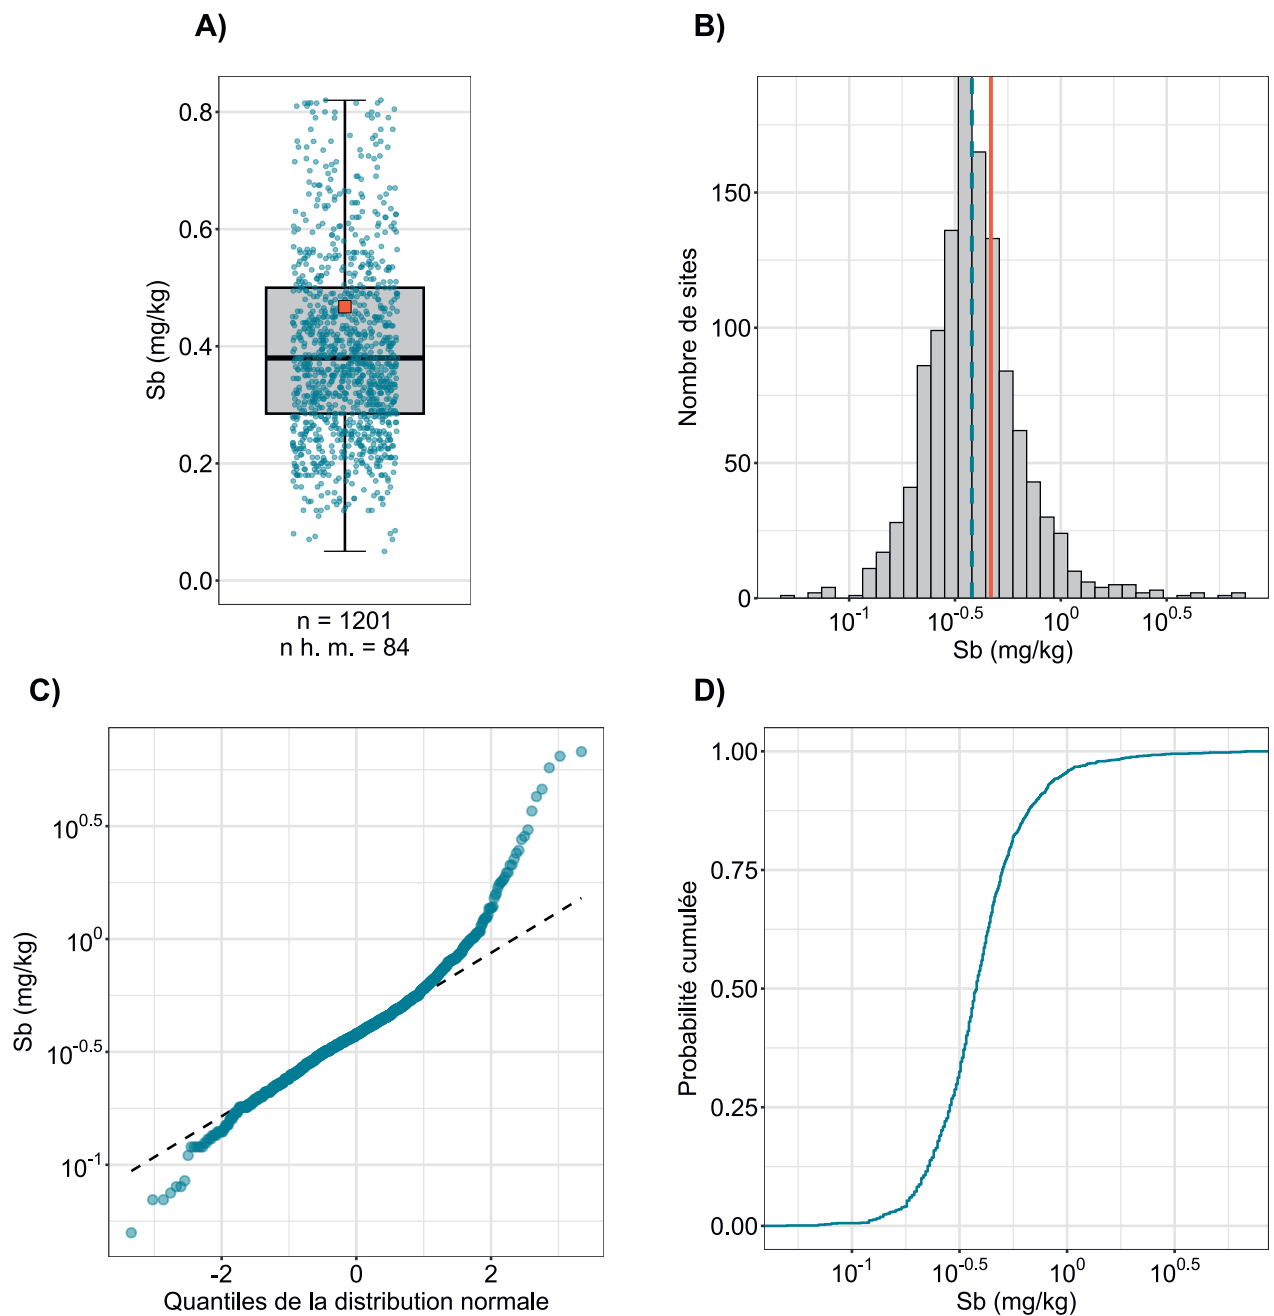 A)
B)
0.8
0.6
0.4
0.2
0.0
Sb (mg/kg)
n = 1201
n h. m. = 84
150
100
50
0
Nombre de sites
10^-1
10^-0.5
10^0
10^0.5
Sb (mg/kg)
C)
D)
10^0.5
10^0
10^-0.5
10^-1
Sb (mg/kg)
-2
0
2
Quantiles de la distribution normale
1.00
0.75
0.50
0.25
0.00
Probabilité cumulée
10^-1
10^-0.5
10^0
10^0.5
Sb (mg/kg)